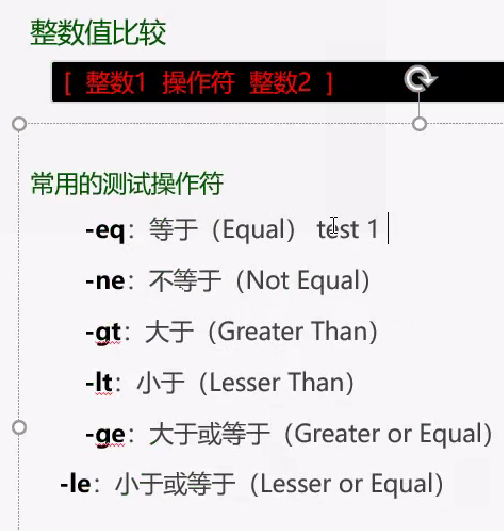 整数值比较
[ 整数1 操作符 整数2 ]
常用的测试操作符
-eq：等于（Equal） test 1
-ne：不等于（Not Equal）
-gt：大于（Greater Than）
-lt：小于（Lesser Than）
-ge：大于或等于（Greater or Equal）
-le：小于或等于（Lesser or Equal）